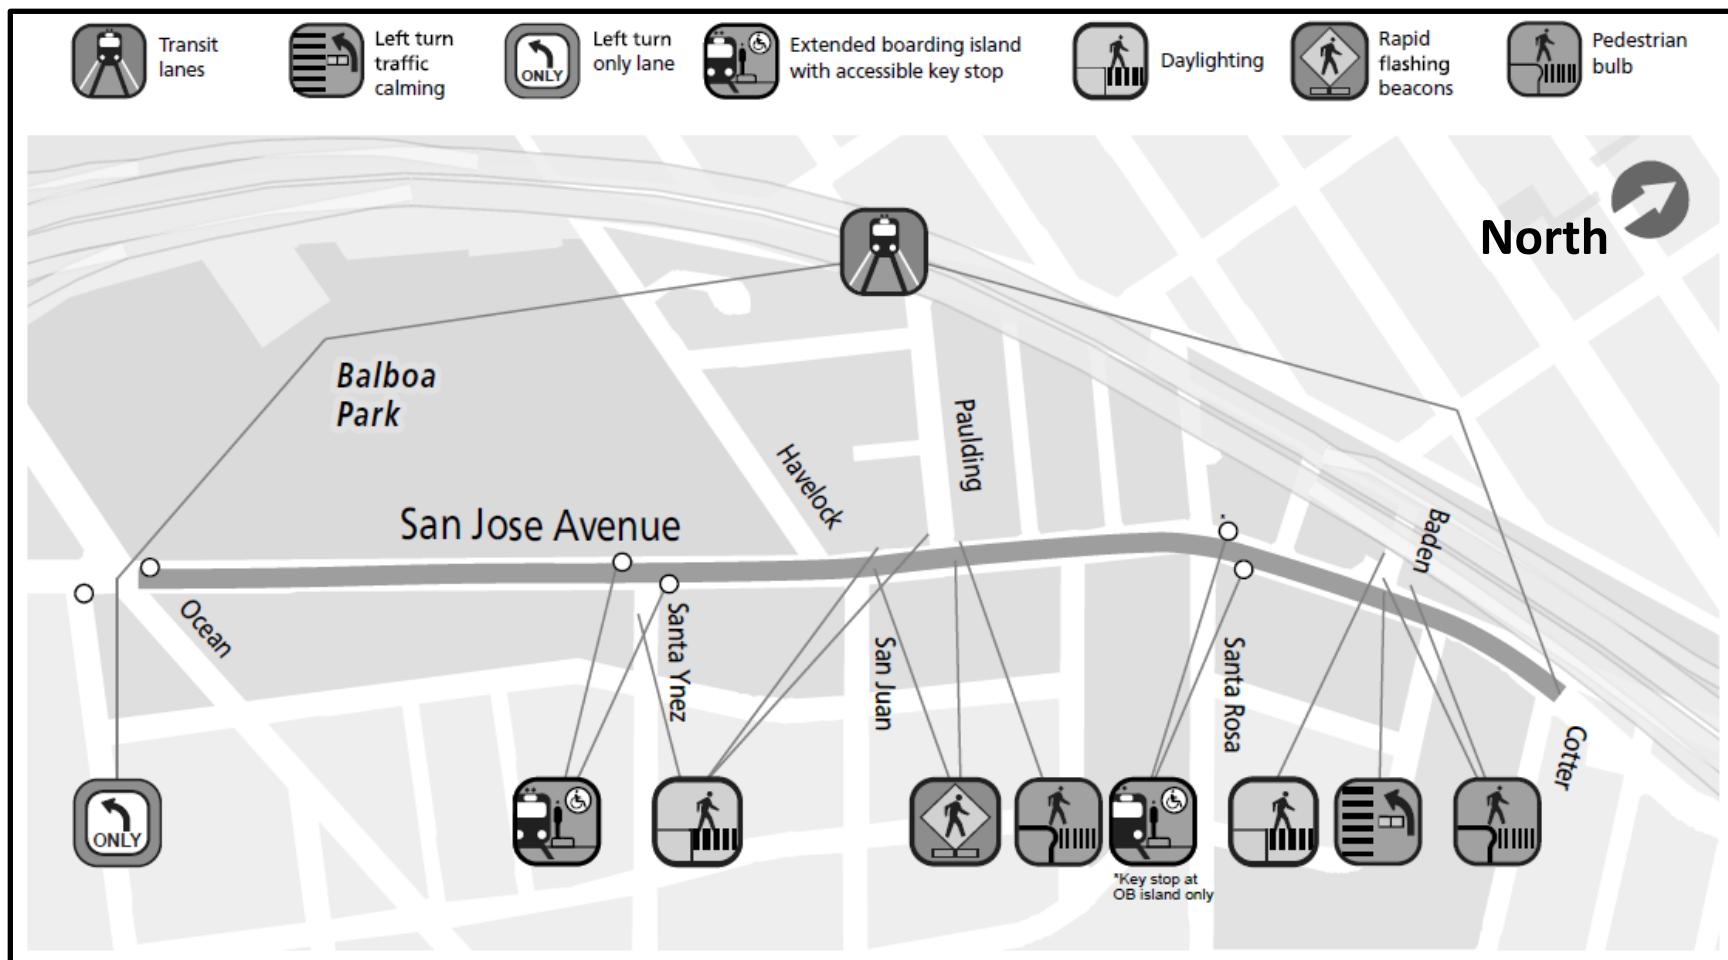 Transit
lanes
Left turn
traffic
calming
ONLY
Left turn
only lane
Extended boarding island
with accessible key stop
Daylighting
Rapid
flashing
beacons
Pedestrian
bulb
North
Balboa
Park
Paulding
Havelock
San Jose Avenue
Baden
Ocean
Santa Ynez
San Juan
Santa Rosa
Cotter
ONLY
*Key stop at
OB island only